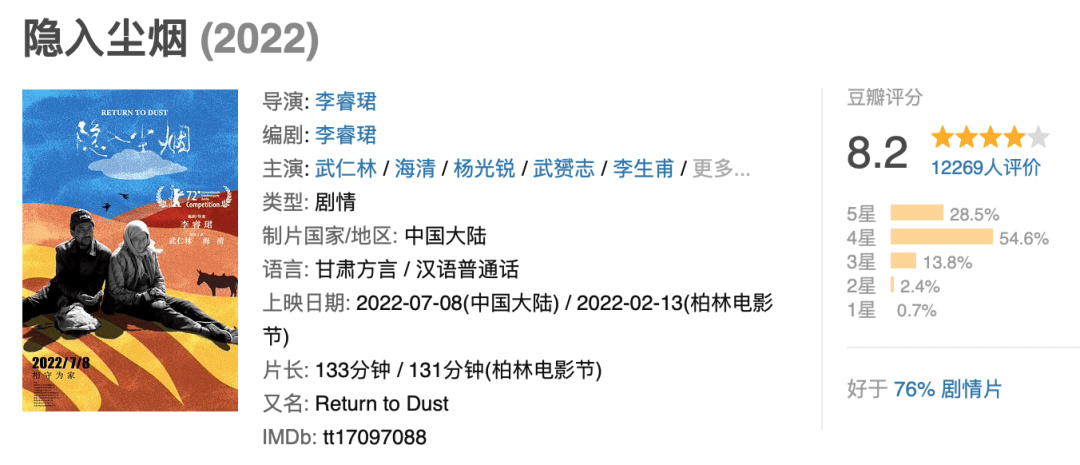 隐入尘烟 (2022)
RETURN TO DUST
隐入尘烟
72
Competition
李睿珺
武仁林 海清
2022/7/8
相守为家
导演: 李睿珺
编剧: 李睿珺
主演: 武仁林 / 海清 / 杨光锐 / 武赟志 / 李生甫 / 更多...
类型: 剧情
制片国家/地区: 中国大陆
语言: 甘肃方言 / 汉语普通话
上映日期: 2022-07-08(中国大陆) / 2022-02-13(柏林电影
节)
片长: 133分钟 / 131分钟(柏林电影节)
又名: Return to Dust
IMDb: tt17097088
豆瓣评分
8.2
12269人评价
5星 28.5%
4星 54.6%
3星 13.8%
2星 2.4%
1星 0.7%
好于 76% 剧情片